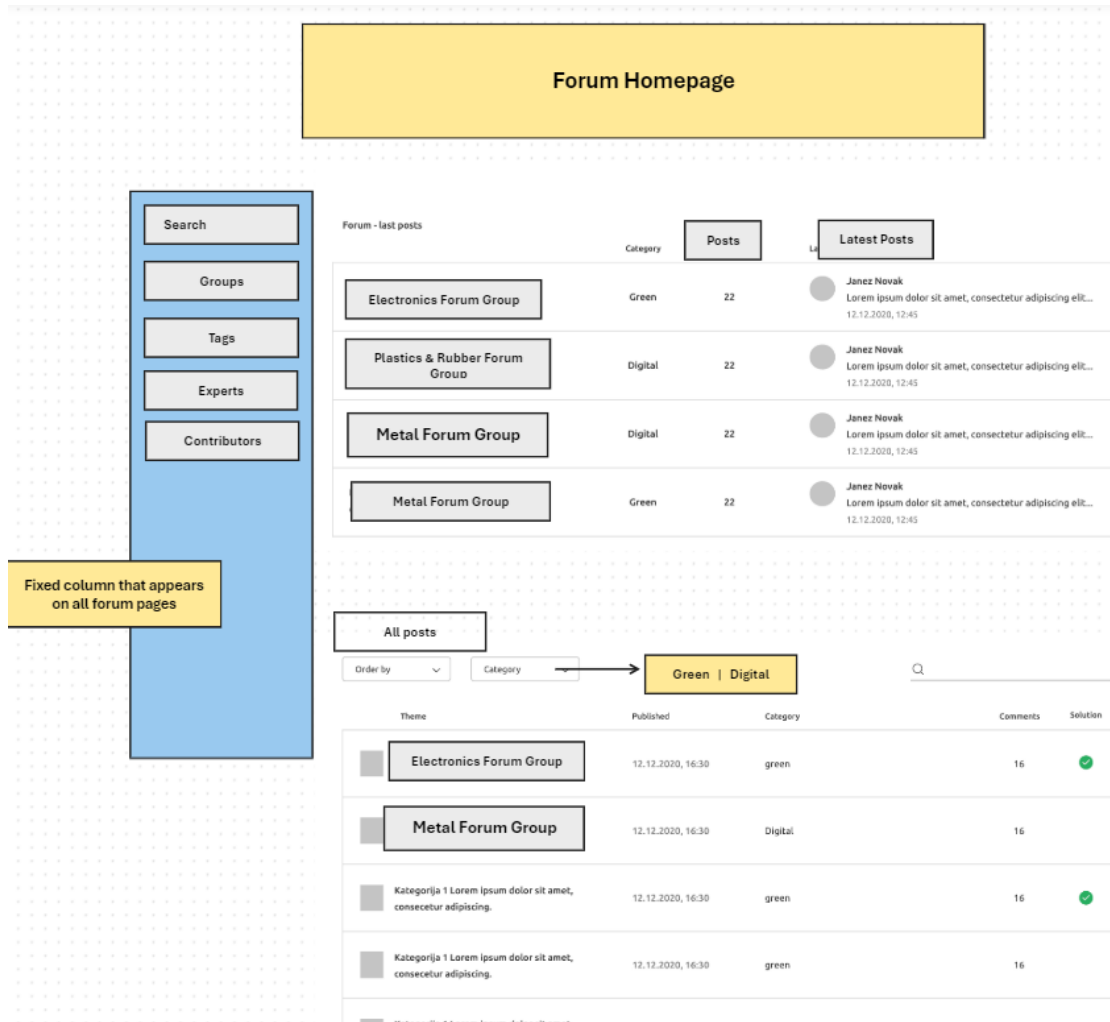 Forum Homepage
Search
Groups
Tags
Experts
Contributors
Fixed column that appears
on all forum pages
Forum - last posts
Category
Posts
La
Latest Posts
Electronics Forum Group
Green
22
Janez Novak
Lorem ipsum dolor sit amet, consectetur adipiscing elit...
12.12.2020, 12:45
Plastics & Rubber Forum
Group
Digital
22
Janez Novak
Lorem ipsum dolor sit amet, consectetur adipiscing elit...
12.12.2020, 12:45
Metal Forum Group
Digital
22
Janez Novak
Lorem ipsum dolor sit amet, consectetur adipiscing elit...
12.12.2020, 12:45
Metal Forum Group
Green
22
Janez Novak
Lorem ipsum dolor sit amet, consectetur adipiscing elit...
12.12.2020, 12:45
All posts
Order by
Category
Green | Digital
Theme
Published
Category
Comments
Solution
Electronics Forum Group
12.12.2020, 16:30
green
16
Metal Forum Group
12.12.2020, 16:30
Digital
16
Kategorija 1 Lorem ipsum dolor sit amet,
consecetur adipiscing.
12.12.2020, 16:30
green
16
Kategorija 1 Lorem ipsum dolor sit amet,
consecetur adipiscing.
12.12.2020, 16:30
green
16